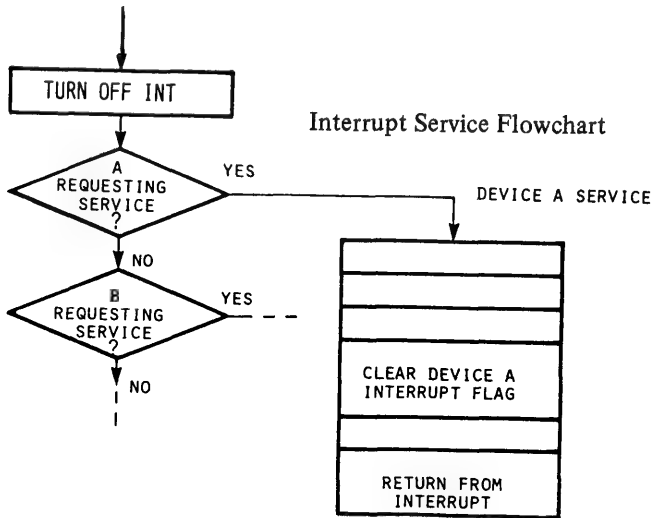 TURN OFF INT
Interrupt Service Flowchart
A
REQUESTING
SERVICE
?
YES
DEVICE A SERVICE
NO
B
REQUESTING
SERVICE
?
YES
NO
CLEAR DEVICE A
INTERRUPT FLAG
RETURN FROM
INTERRUPT